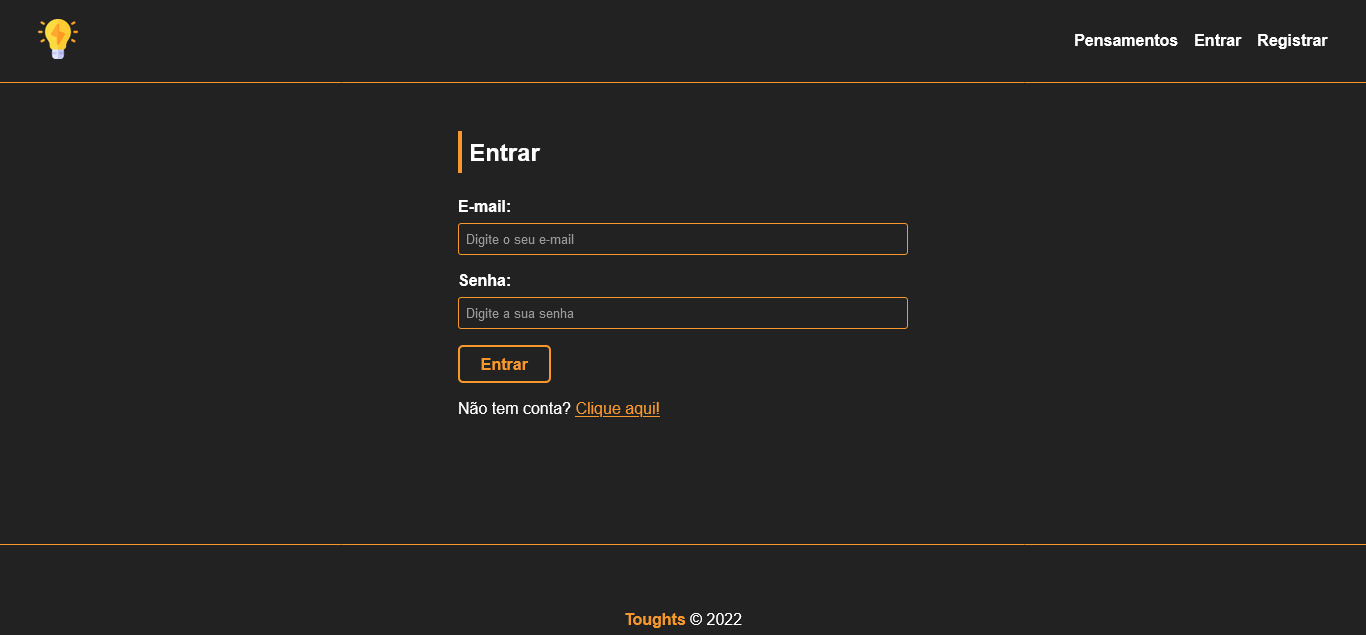 Pensamentos Entrar Registrar
Entrar
E-mail:
Digite o seu e-mail
Senha:
Digite a sua senha
Entrar
Não tem conta? Clique aqui!
Toughts © 2022